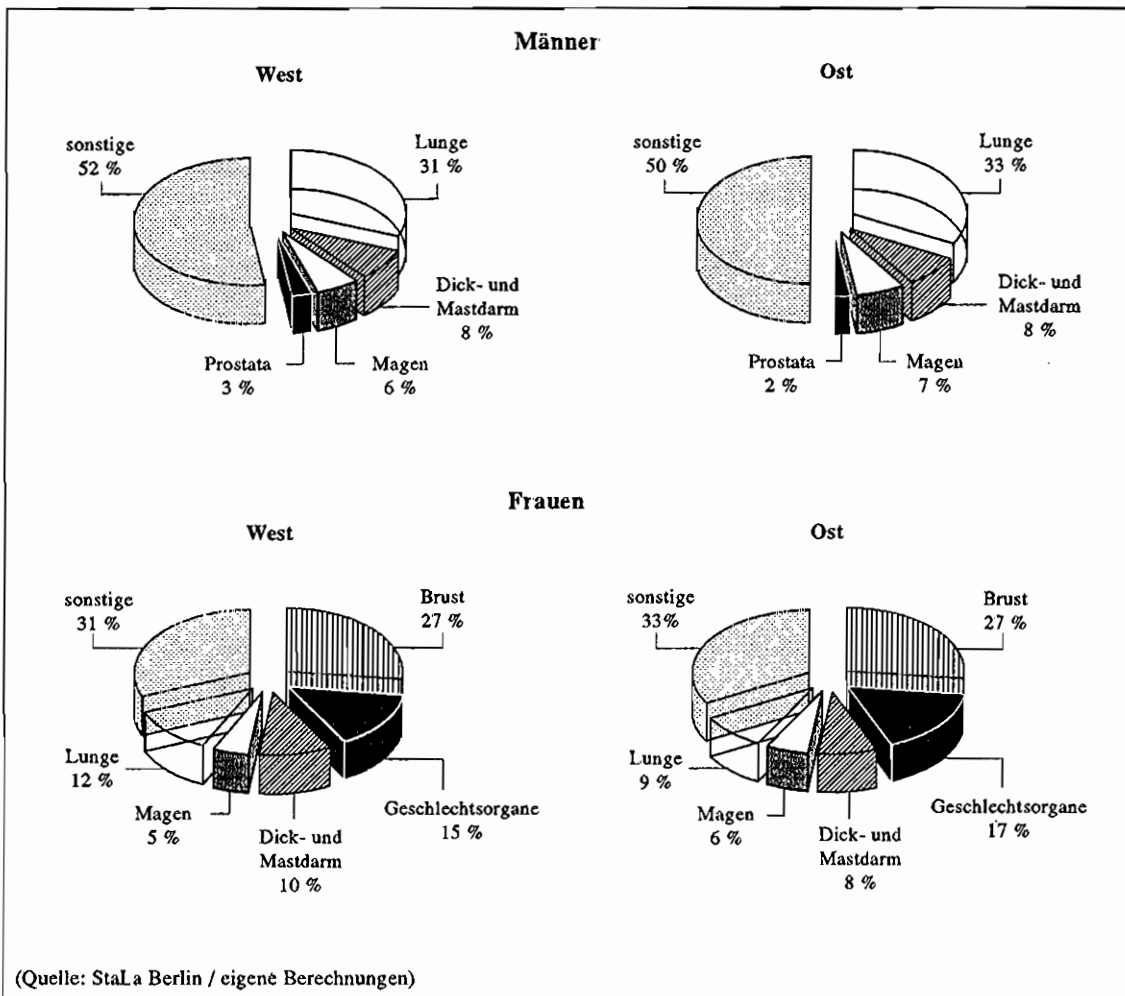 Männer
West
sonstige
52 %
Lunge
31 %
Dick- und
Mastdarm
8 %
Prostata
3 %
Magen
6 %
Ost
sonstige
50 %
Lunge
33 %
Dick- und
Mastdarm
8 %
Prostata
2 %
Magen
7 %
Frauen
West
sonstige
31 %
Brust
27 %
Lunge
12 %
Magen
5 %
Dick- und
Mastdarm
10 %
Geschlechtsorgane
15 %
Ost
sonstige
33%
Brust
27 %
Lunge
9 %
Magen
6 %
Dick- und
Mastdarm
8 %
Geschlechtsorgane
17 %
(Quelle: StaLa Berlin / eigene Berechnungen)